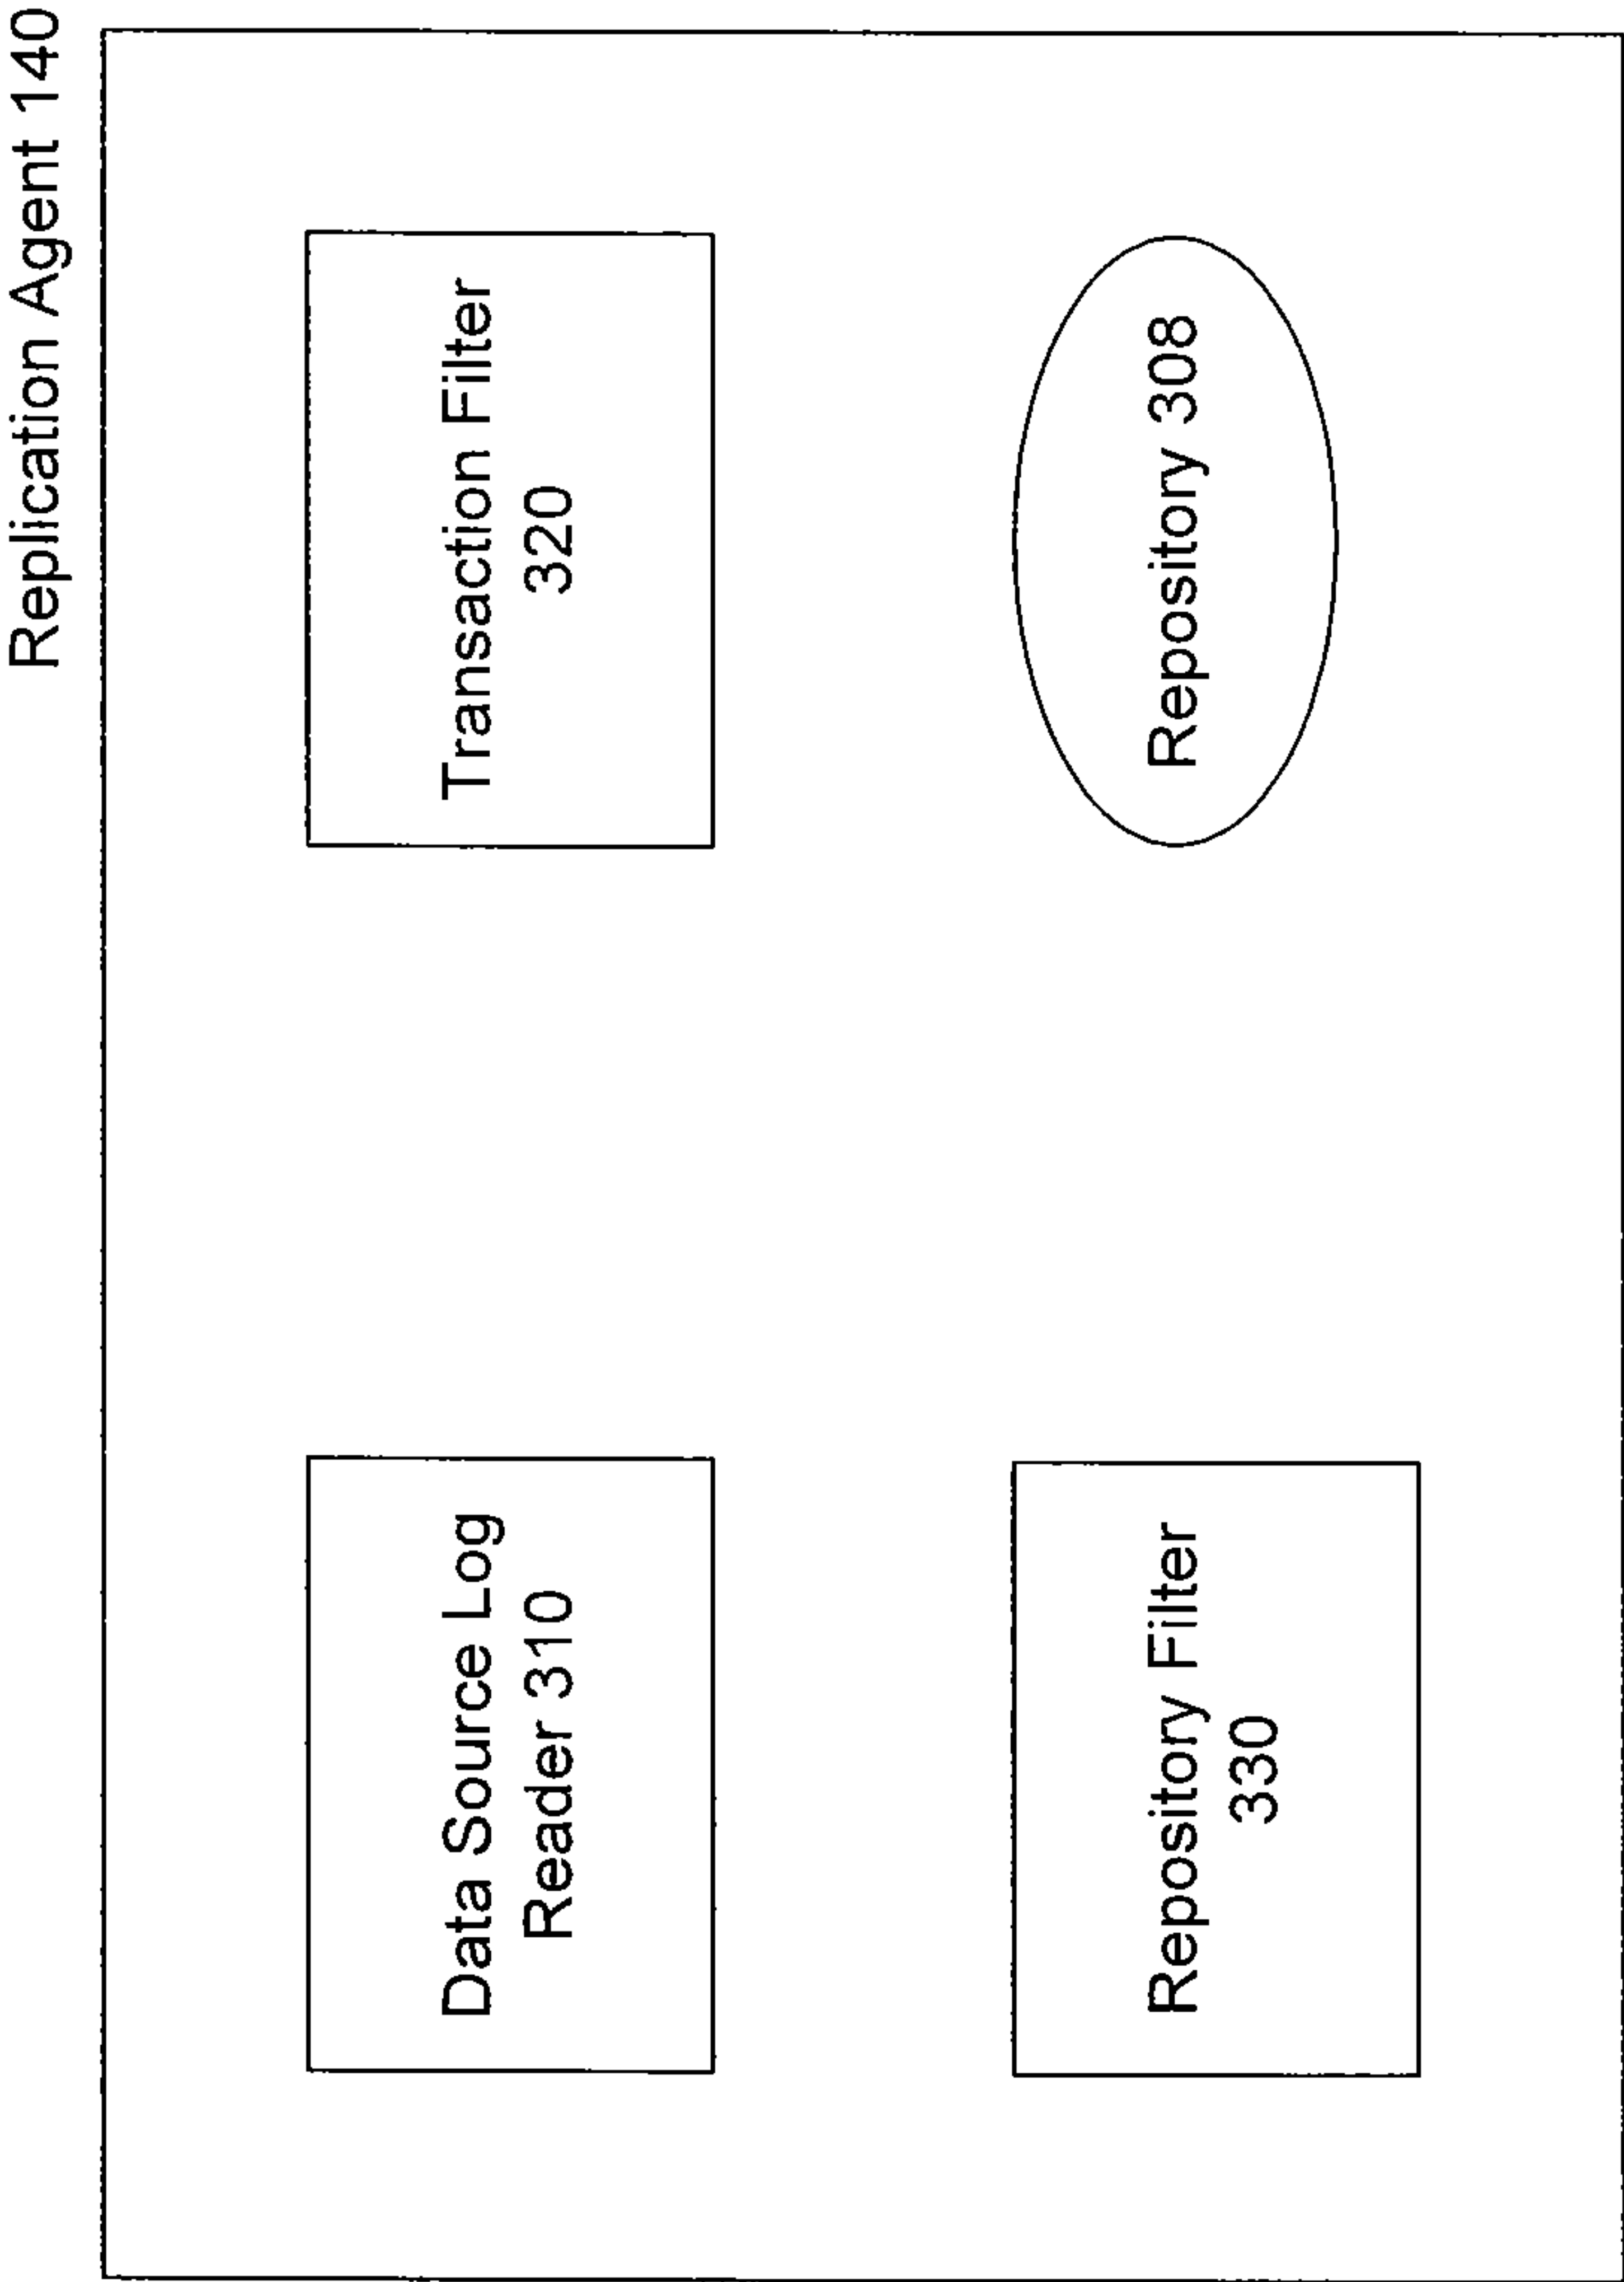 Replication Agent 140
Data Source Log
Reader 310
Transaction Filter
320
Repository Filter
330
Repository 308